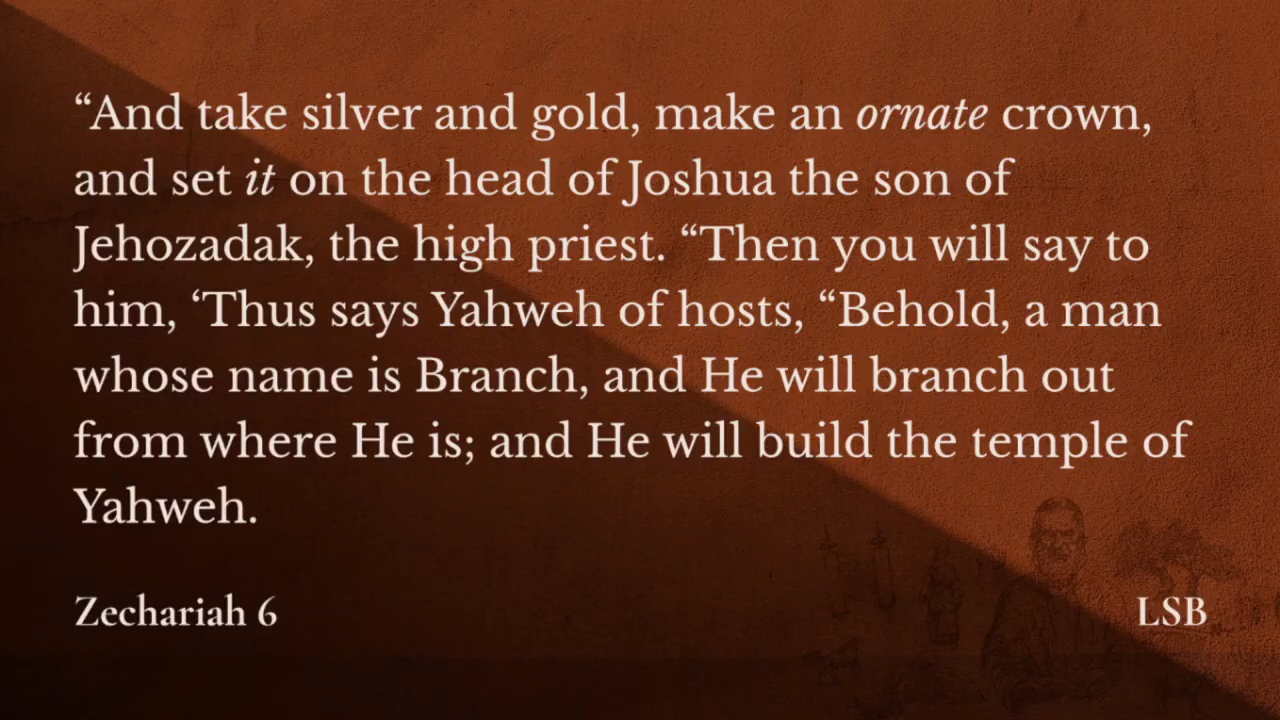 “And take silver and gold, make an ornate crown,
and set it on the head of Joshua the son of
Jehozadak, the high priest. “Then you will say to
him, ‘Thus says Yahweh of hosts, “Behold, a man
whose name is Branch, and He will branch out
from where He is; and He will build the temple of
Yahweh.
Zechariah 6
LSB